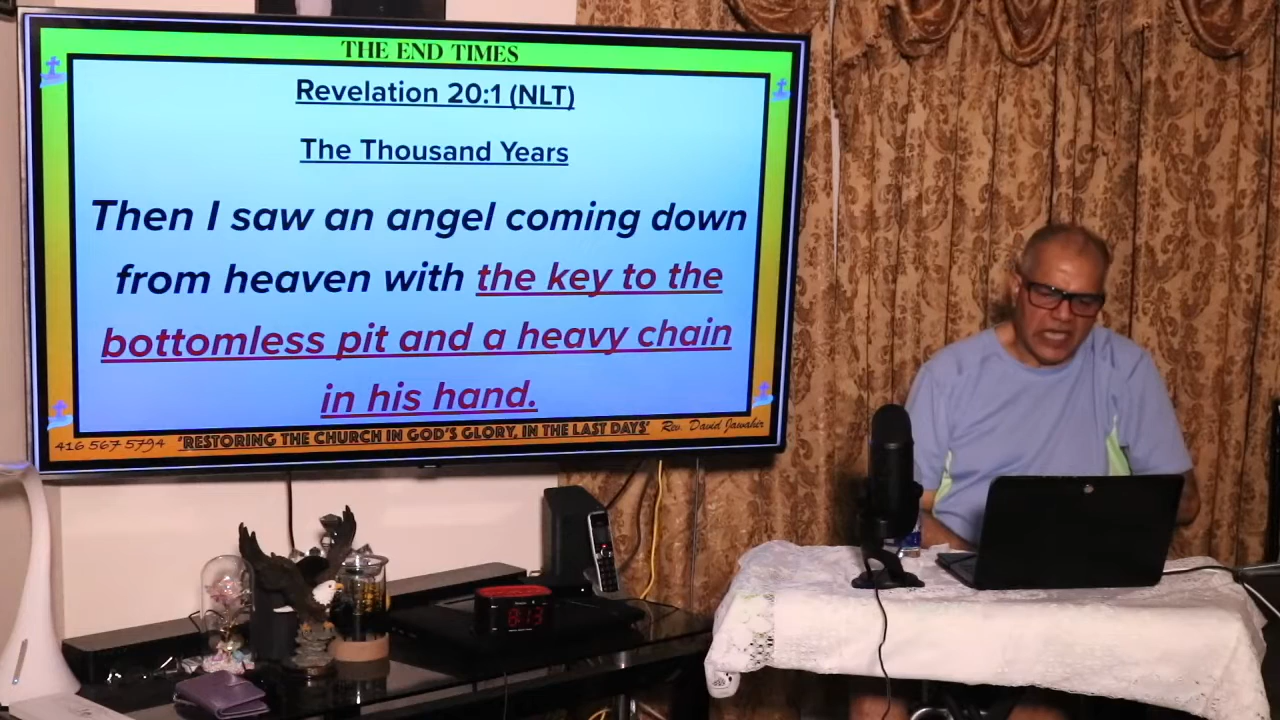 THE END TIMES
Revelation 20:1 (NLT)
The Thousand Years
Then I saw an angel coming down
from heaven with the key to the
bottomless pit and a heavy chain
in his hand.
416 567 5794 'RESTORING THE CHURCH IN GOD'S GLORY, IN THE LAST DAYS' Rev. David Jawahir
8:13